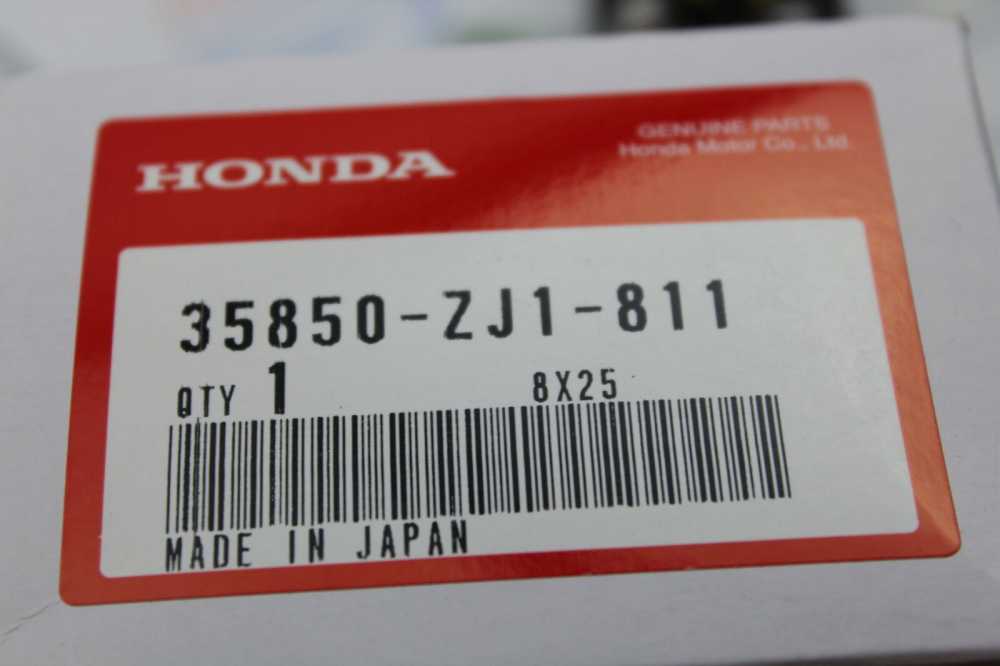 HONDA
GENUINE PARTS
Honda Motor Co., Ltd.
35850-ZJ1-811
QTY 1 8X25
MADE IN JAPAN